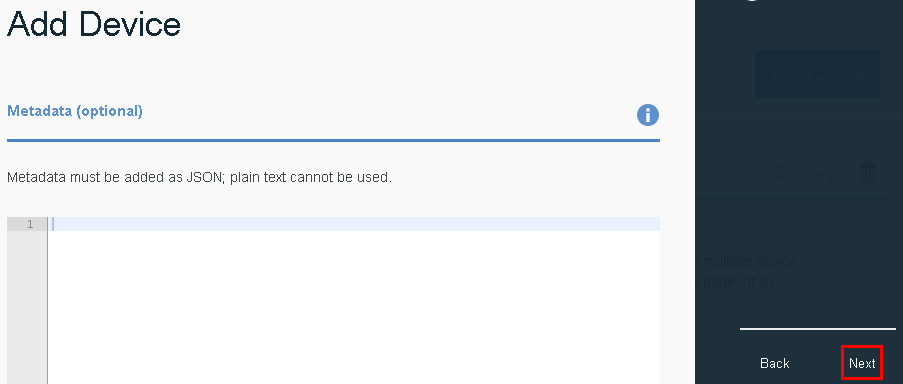 Add Device
+ Add Device
Metadata (optional)
Metadata must be added as JSON; plain text cannot be used.
1
multiple device
page, or by
Back
Next